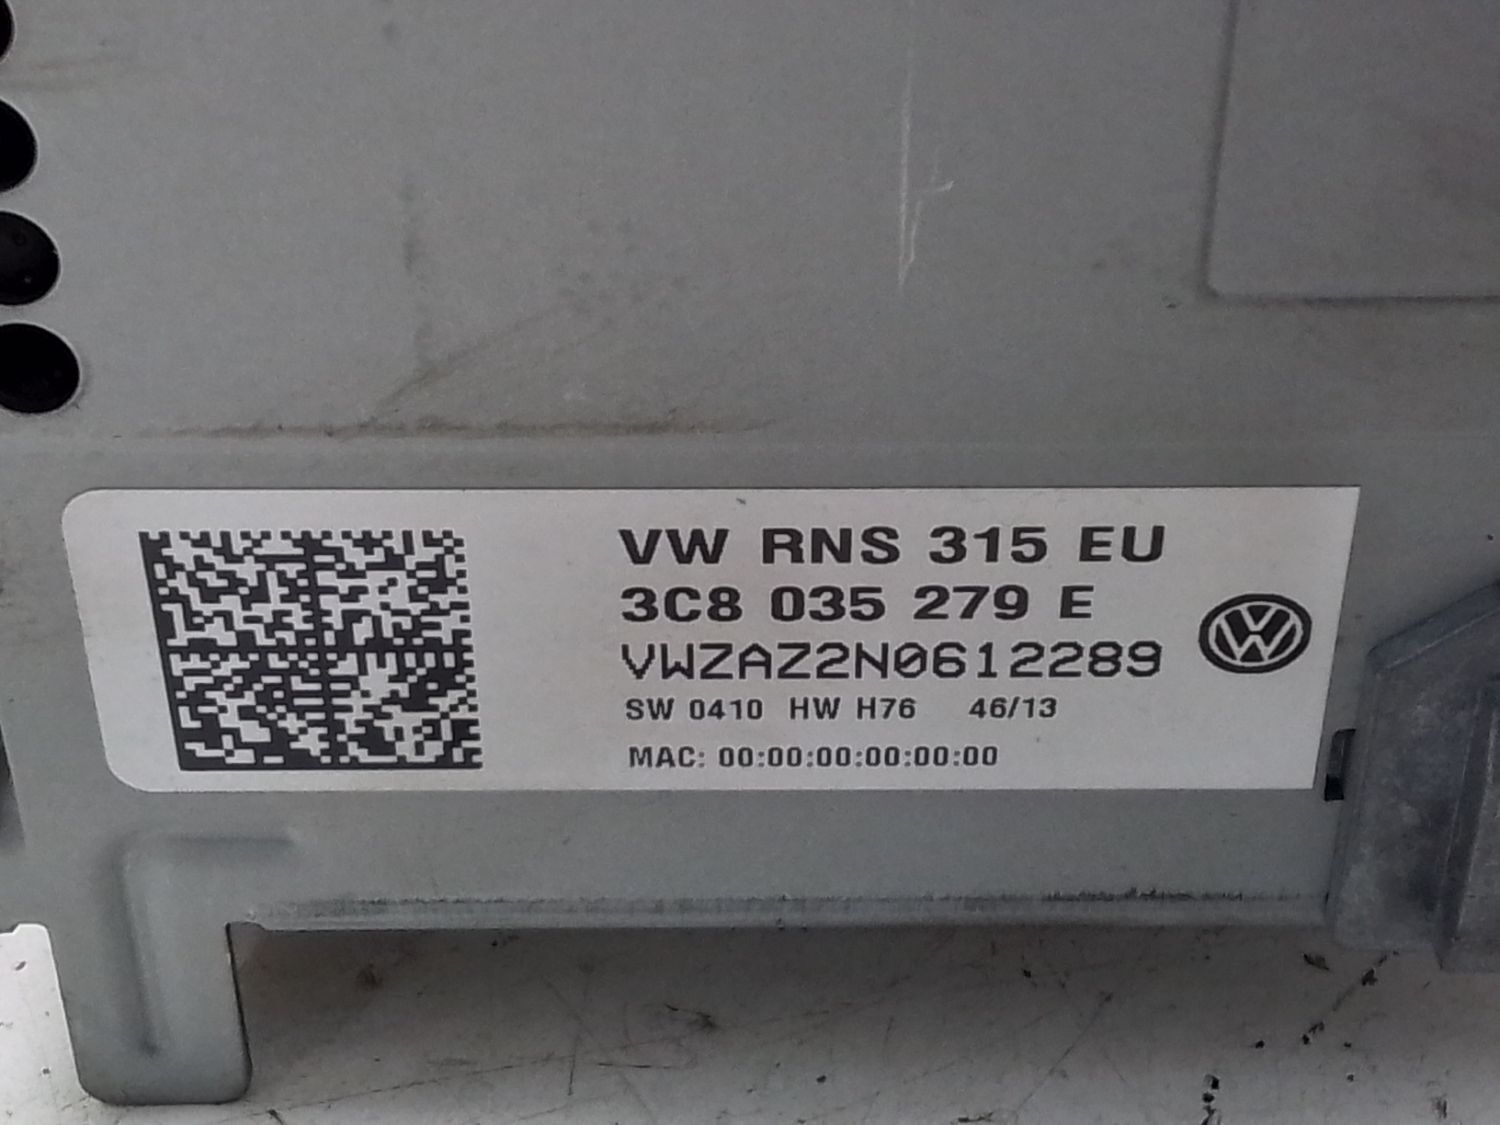 VW RNS 315 EU
3C8 035 279 E
VWZAZ2N0612289
SW 0410 HW H76 46/13
MAC: 00:00:00:00:00:00